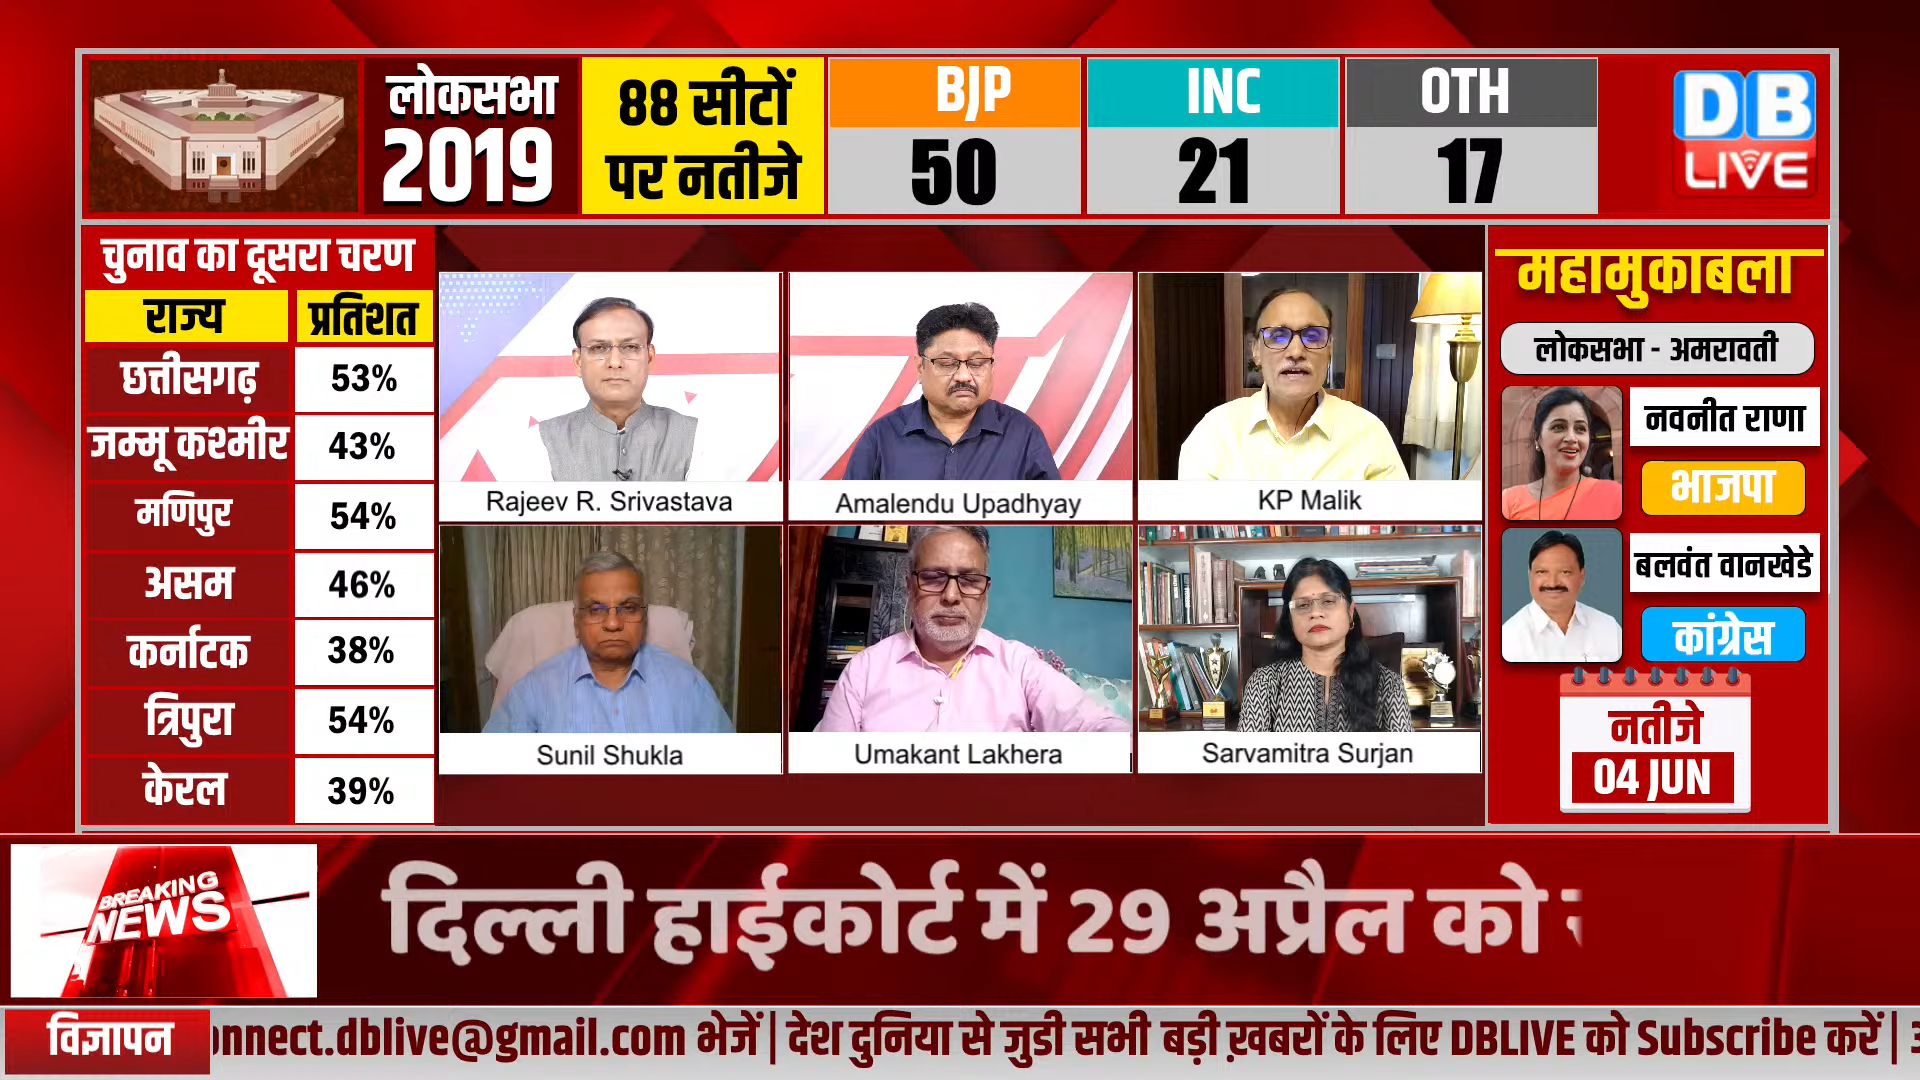 लोकसभा
2019
88 सीटों
पर नतीजे
BJP
50
INC
21
OTH
17
DB
LIVE
चुनाव का दूसरा चरण
राज्य प्रतिशत
छत्तीसगढ़ 53%
जम्मू कश्मीर 43%
मणिपुर 54%
असम 46%
कर्नाटक 38%
त्रिपुरा 54%
केरल 39%
Rajeev R. Srivastava
Amalendu Upadhyay
KP Malik
Sunil Shukla
Umakant Lakhera
Sarvamitra Surjan
महामुकाबला
लोकसभा - अमरावती
नवनीत राणा
भाजपा
बलवंत वानखेडे
कांग्रेस
नतीजे
04 JUN
BREAKING
NEWS
दिल्ली हाईकोर्ट में 29 अप्रैल को
विज्ञापन
onnect.dblive@gmail.com भेजें | देश दुनिया से जुडी सभी बड़ी ख़बरों के लिए DBLIVE को Subscribe करें |